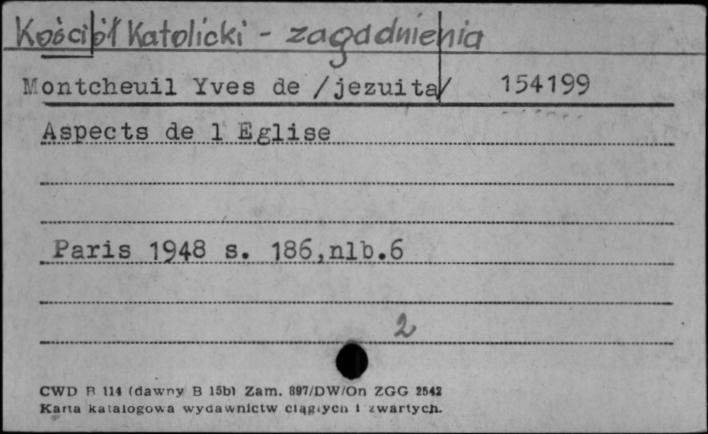 Kościół Katolicki - zagadnienia
Montcheuil Yves de /jezuita/ 154199
Aspects de l Eglise
Paris 1948 s. 186,nlb.6
2
CWD B 114 (dawny B 15b) Zam. 897/DW/On ZGG 2542
Karta katalogowa wydawnictw ciągłych i zwartych.